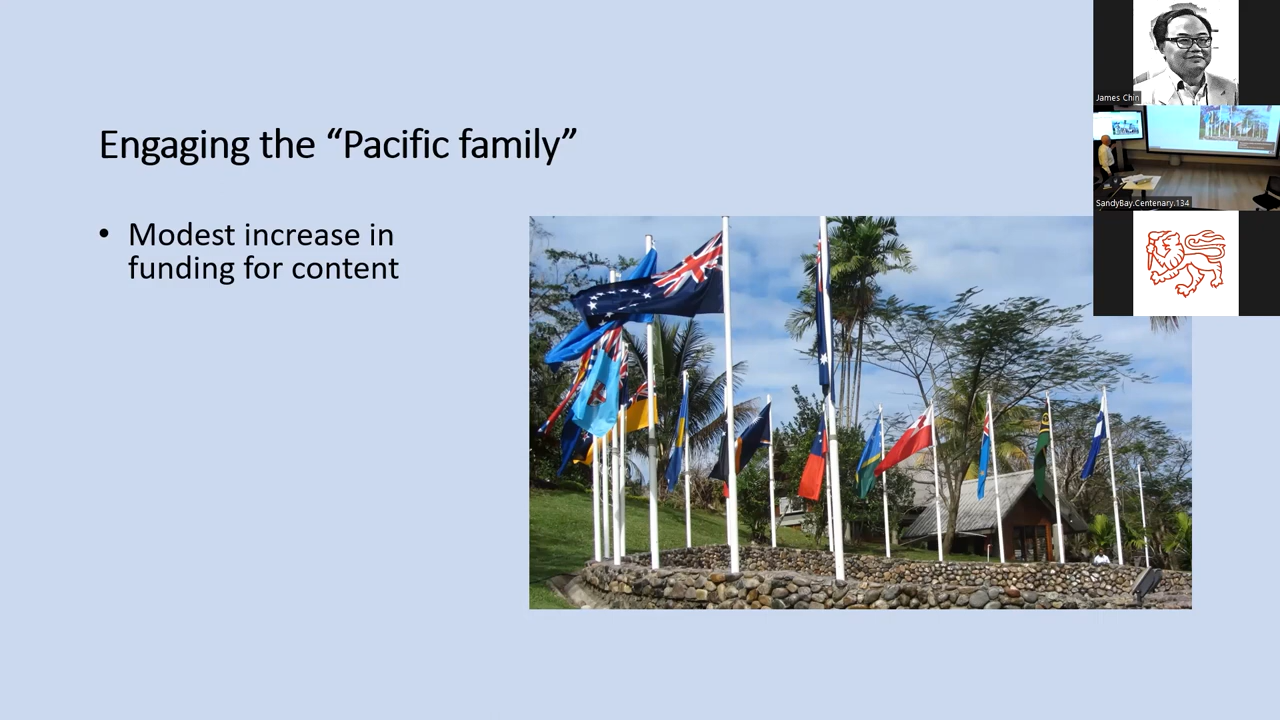 Engaging the “Pacific family”
• Modest increase in
funding for content
James Chin
SandyBay.Centenary.134